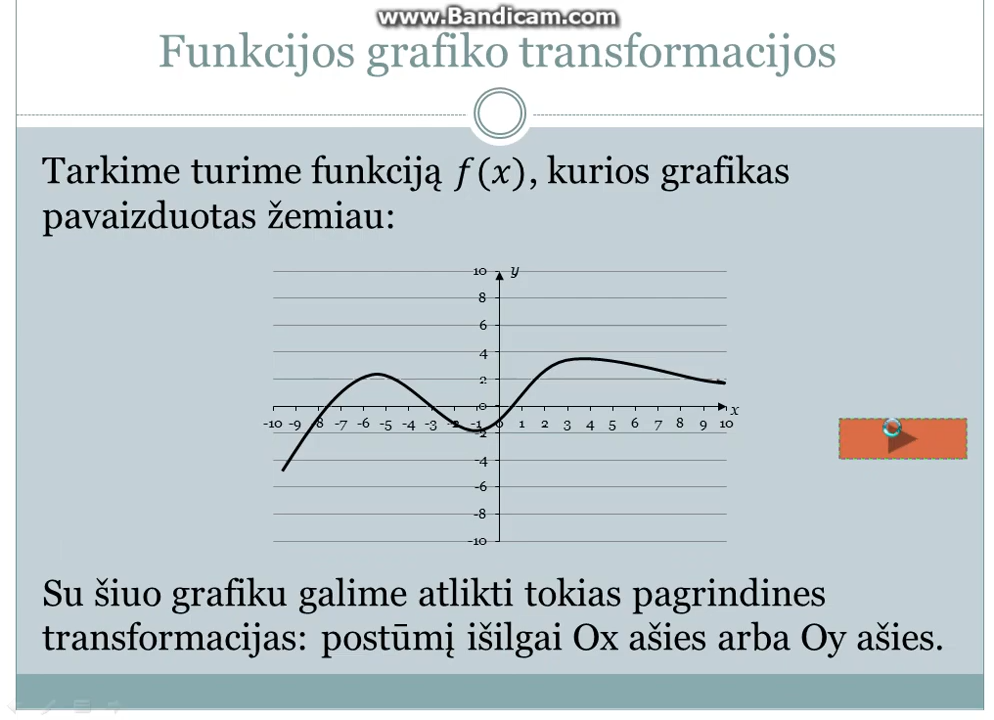 www.Bandicam.com
Funkcijos grafiko transformacijos
Tarkime turime funkciją f(x), kurios grafikas
pavaizduotas žemiau:
10 y
8
6
4
2
0 x
-10 -9 -8 -7 -6 -5 -4 -3 -2 -1 0 1 2 3 4 5 6 7 8 9 10
-2
-4
-6
-8
-10
Su šiuo grafiku galime atlikti tokias pagrindines
transformacijas: postūmį išilgai Ox ašies arba Oy ašies.